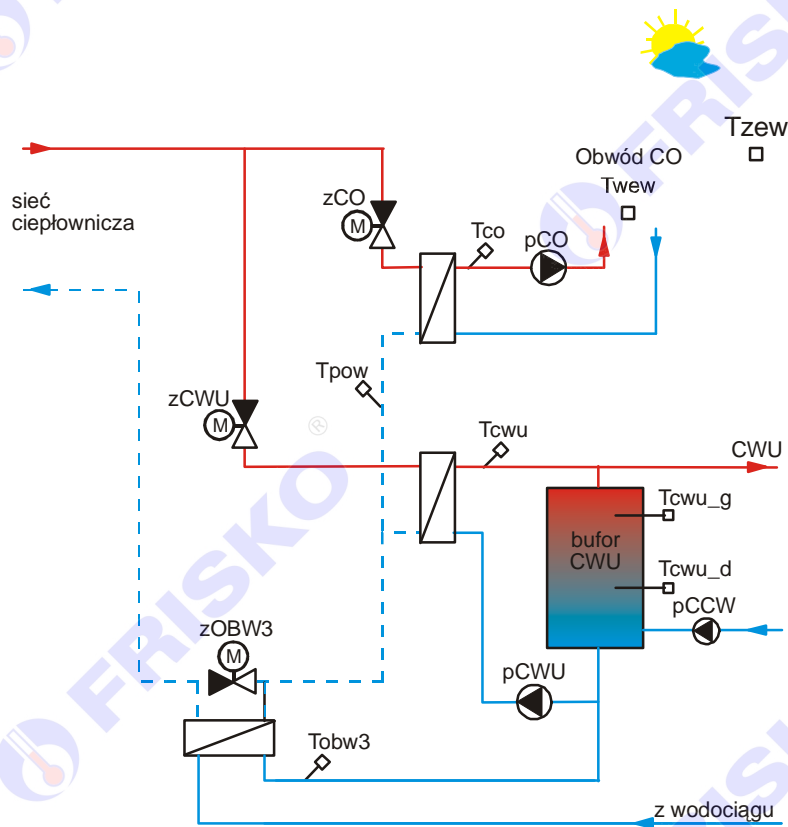 FRISKO
FRISKO
Tzew
Obwód CO
Twew
zCO
M
sieć
ciepłownicza
Tco
pCO
Tpow
zCWU
M
®
Tcwu
CWU
FRISKO
Tcwu_g
bufor
CWU
Tcwu_d
pCCW
zOBW3
M
pCWU
Tobw3
z wodociągu